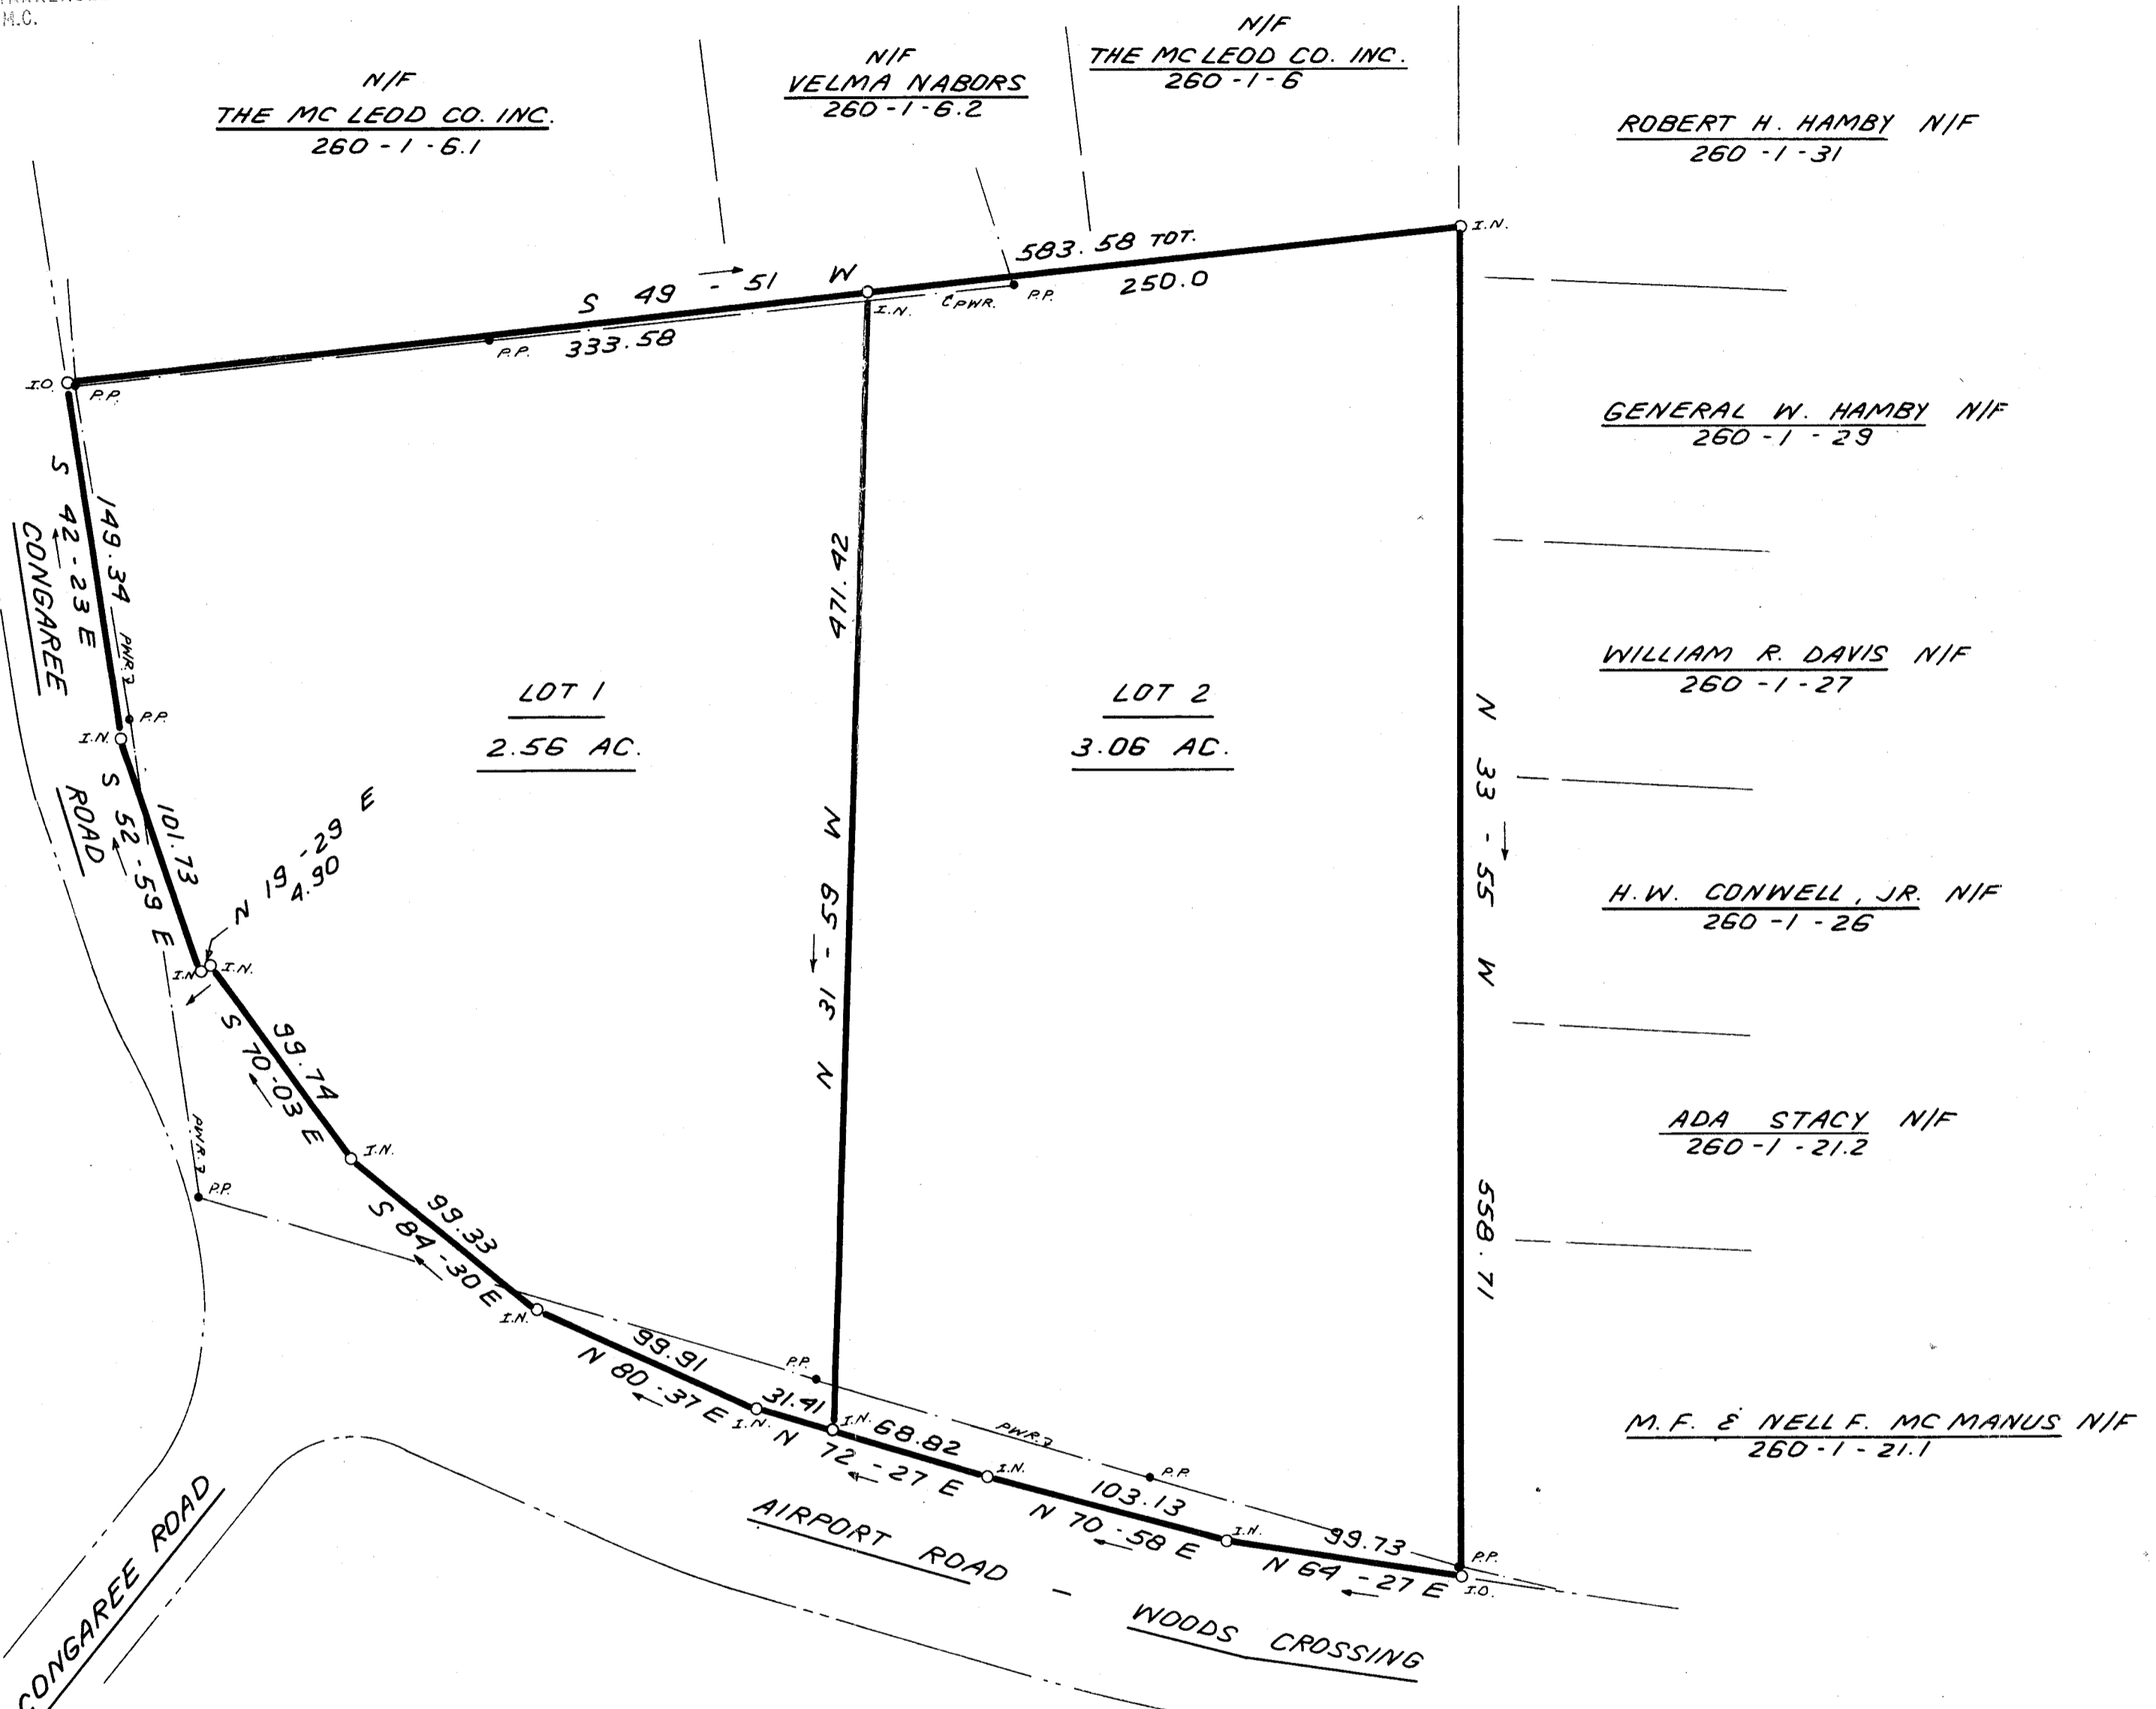 M.C.
N/F
THE MC LEOD CO. INC.
260-1-6.1
N/F
VELMA NABORS
260-1-6.2
N/F
THE MC LEOD CO. INC.
260-1-6
ROBERT H. HAMBY N/F
260-1-31
I.N.
583.58 TOT.
S 49-51 W
250.0
I.N.
PWR.
P.P.
P.P.
333.58
I.O.
P.P.
GENERAL W. HAMBY N/F
260-1-29
S 42-23 E
149.34
CONGAREE
ROAD
PWR.
P.P.
I.N.
471.42
N 31-59 W
LOT 1
2.56 AC.
LOT 2
3.06 AC.
WILLIAM R. DAVIS N/F
260-1-27
N 33-55 W
558.71
S 52-59 E
101.73
N 19-29 E
4.90
H.W. CONWELL, JR. N/F
260-1-26
I.N.
I.N.
S 70-03 E
99.74
ADA STACY N/F
260-1-21.2
PWR.
P.P.
I.N.
99.33
S 84-30 E
I.N.
99.91
N 80-37 E
P.P.
I.N.
31.41
I.N.
68.82
N 72-27 E
PWR.
I.N.
P.P.
103.13
N 70-58 E
I.N.
99.73
N 64-27 E
P.P.
I.O.
M.F. & NELL F. MC MANUS N/F
260-1-21.1
AIRPORT ROAD -
WOODS CROSSING
CONGAREE ROAD